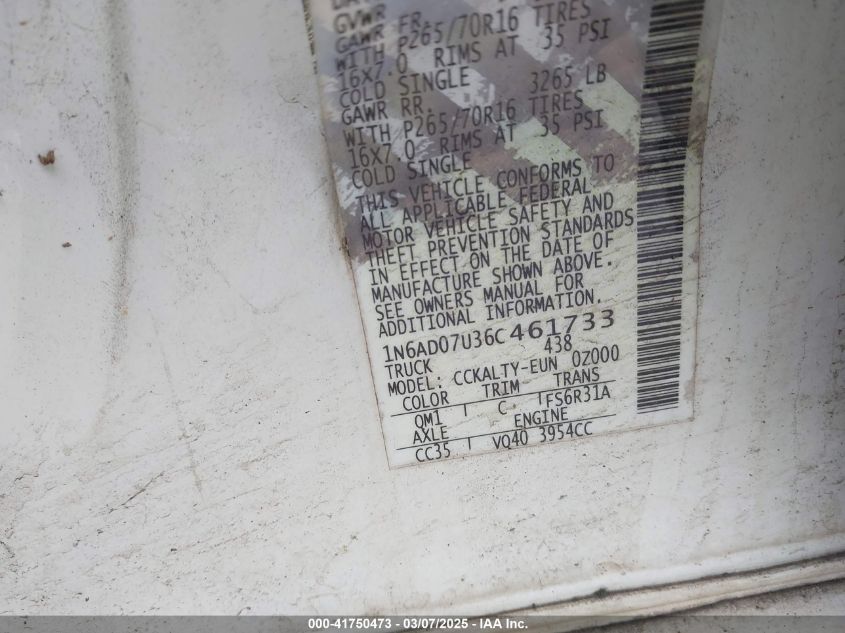 GVWR
GAWR FR.
WITH P265/70R16 TIRES
16X7.0 RIMS AT 35 PSI
COLD SINGLE 3265 LB
GAWR RR.
WITH P265/70R16 TIRES
16X7.0 RIMS AT 35 PSI
COLD SINGLE
THIS VEHICLE CONFORMS TO
ALL APPLICABLE FEDERAL
MOTOR VEHICLE SAFETY AND
THEFT PREVENTION STANDARDS
IN EFFECT ON THE DATE OF
MANUFACTURE SHOWN ABOVE.
SEE OWNERS MANUAL FOR
ADDITIONAL INFORMATION.
1N6AD07U36C461733
TRUCK 438
MODEL: CCKALTY-EUN 0Z000
COLOR TRIM TRANS
QM1 C FS6R31A
AXLE ENGINE
CC35 VQ40 3954CC
000-41750473 - 03/07/2025 - IAA Inc.